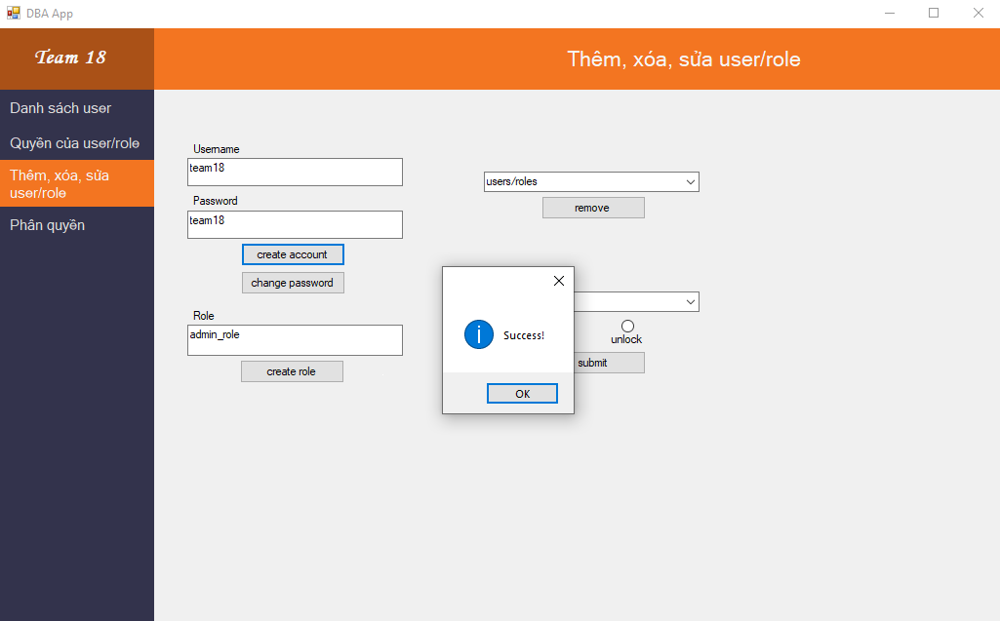 DBA App
Team 18
Thêm, xóa, sửa user/role
Danh sách user
Quyền của user/role
Thêm, xóa, sửa
user/role
Phân quyền
Username
team18
Password
team18
create account
change password
Role
admin_role
create role
users/roles
remove
unlock
submit
Success!
OK